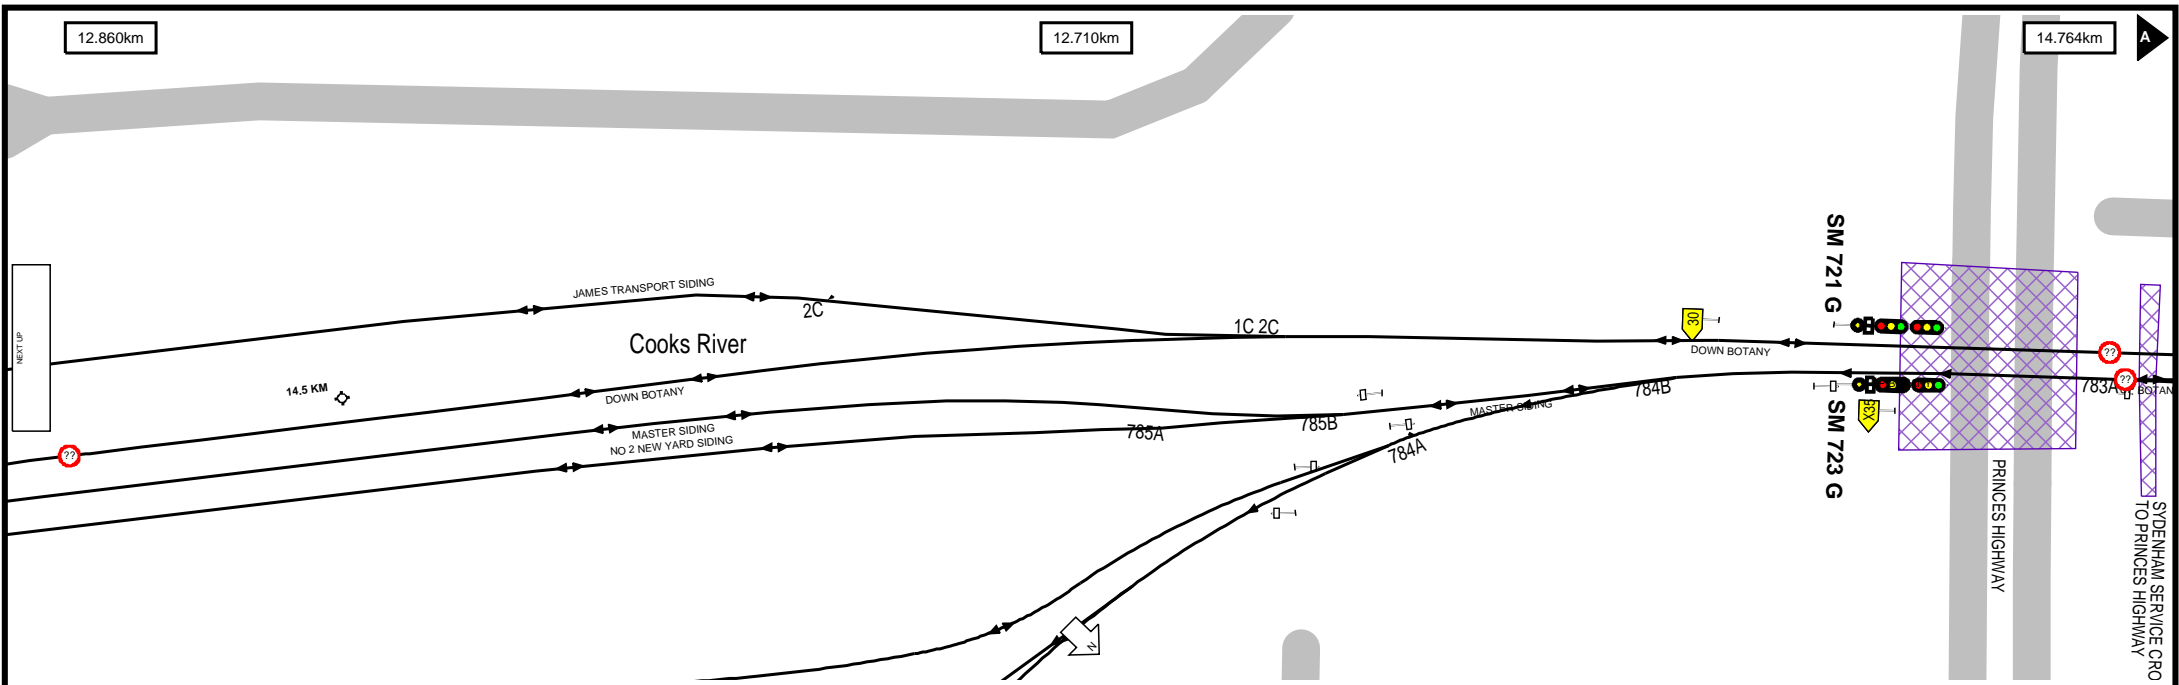 12.860km
12.710km
14.764km
A
SM 721 G
JAMES TRANSPORT SIDING
2C
1C 2C
30
DOWN BOTANY
NEXT UP
Cooks River
??
14.5 KM
DOWN BOTANY
784B
783A
??
BOTAN
MASTER SIDING
X35
SM 723 G
MASTER SIDING
NO 2 NEW YARD SIDING
785A
785B
784A
??
PRINCES HIGHWAY
SYDENHAM SERVICE CRO
TO PRINCES HIGHWAY
N